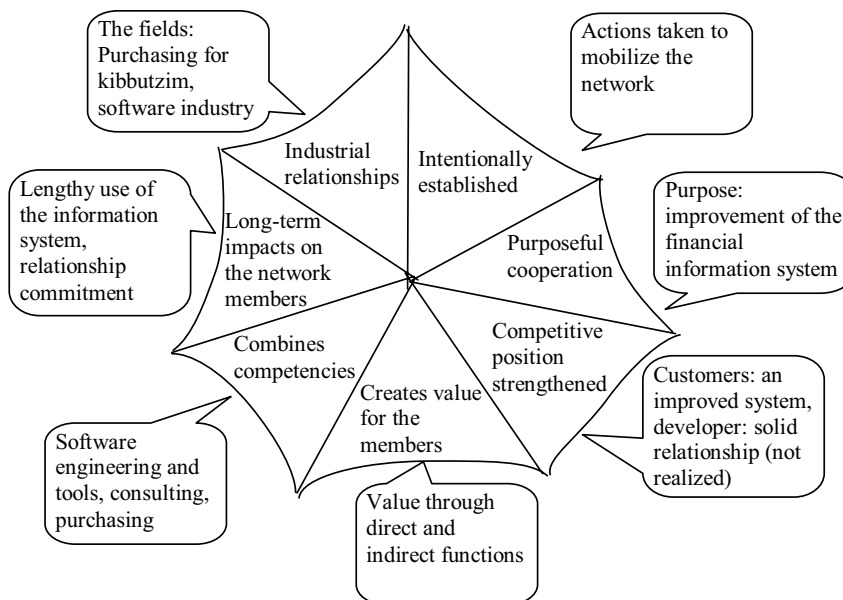 The fields:
Purchasing for
kibbutzim,
software industry
Actions taken to
mobilize the
network
Industrial
relationships
Intentionally
established
Lengthy use of
the information
system,
relationship
commitment
Long-term
impacts on
the network
members
Purposeful
cooperation
Purpose:
improvement of the
financial
information system
Combines
competencies
Creates value
for the
members
Competitive
position
strengthened
Customers: an
improved system,
developer: solid
relationship (not
realized)
Software
engineering and
tools, consulting,
purchasing
Value through
direct and
indirect functions